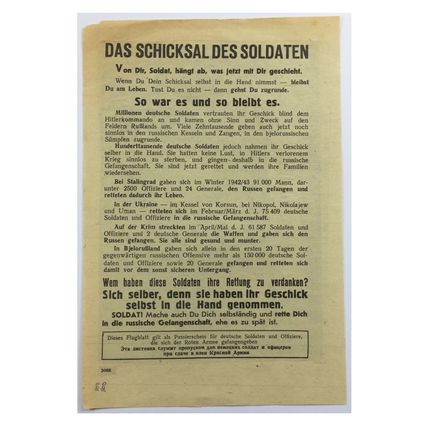 DAS SCHICKSAL DES SOLDATEN
Von Dir, Soldat, hängt ab, was jetzt mit Dir geschieht.
Wenn Du Dein Schicksal selbst in die Hand nimmst — bleibst
Du am Leben. Tust Du es nicht — dann gehst Du zugrunde.
So war es und so bleibt es.
Millionen deutsche Soldaten vertrauten ihr Geschick blind dem
Hitlerkommando an und kamen ohne Sinn und Zweck auf den
Feldern Rußlands um. Viele Zehntausende gehen auch jetzt noch
sinnlos in den russischen Kesseln und Zangen, in den bjelorussischen
Sümpfen zugrunde.
Hunderttausende deutsche Soldaten jedoch nahmen ihr Geschick
selber in die Hand. Sie hatten keine Lust, in Hitlers verlorenem
Krieg sinnlos zu sterben, und gingen deshalb in die russische
Gefangenschaft. Sie sind jetzt gerettet und werden ihre Familien
wiedersehen.
Bei Stalingrad gaben sich im Winter 1942/43 91 000 Mann, dar-
unter 2500 Offiziere und 24 Generale, den Russen gefangen und
retteten dadurch ihr Leben.
In der Ukraine — im Kessel von Korsun, bei Nikopol, Nikolajew
und Uman — retteten sich im Februar/März d. J. 75 409 deutsche
Soldaten und Offiziere in die russische Gefangenschaft.
Auf der Krim streckten im April/Mai d. J. 61 587 Soldaten und
Offiziere und 2 deutsche Generale die Waffen und gaben sich den
Russen gefangen. Sie alle sind gesund und munter.
In Bjelorußland gaben sich allein in den ersten 20 Tagen der
gegenwärtigen russischen Offensive mehr als 150 000 deutsche Sol-
daten und Offiziere sowie 20 Generale gefangen und retteten sich
damit vor dem sonst sicheren Untergang.
Wem haben diese Soldaten ihre Rettung zu verdanken?
Sich selber, denn sie haben ihr Geschick
selbst in die Hand genommen.
SOLDAT! Mache auch Du Dich selbständig und rette Dich
in die russische Gefangenschaft, ehe es zu spät ist.
Dieses Flugblatt gilt als Passierschein für deutsche Soldaten und Offiziere,
die sich der Roten Armee gefangengeben
Эта листовка служит пропуском для немецких солдат и офицеров
при сдаче в плен Красной Армии
3088